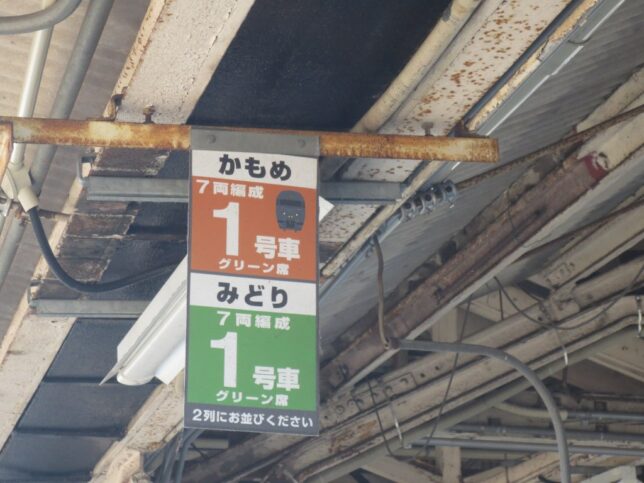 かもめ
7両編成
1号車
グリーン席
みどり
7両編成
1号車
グリーン席
2列にお並びください